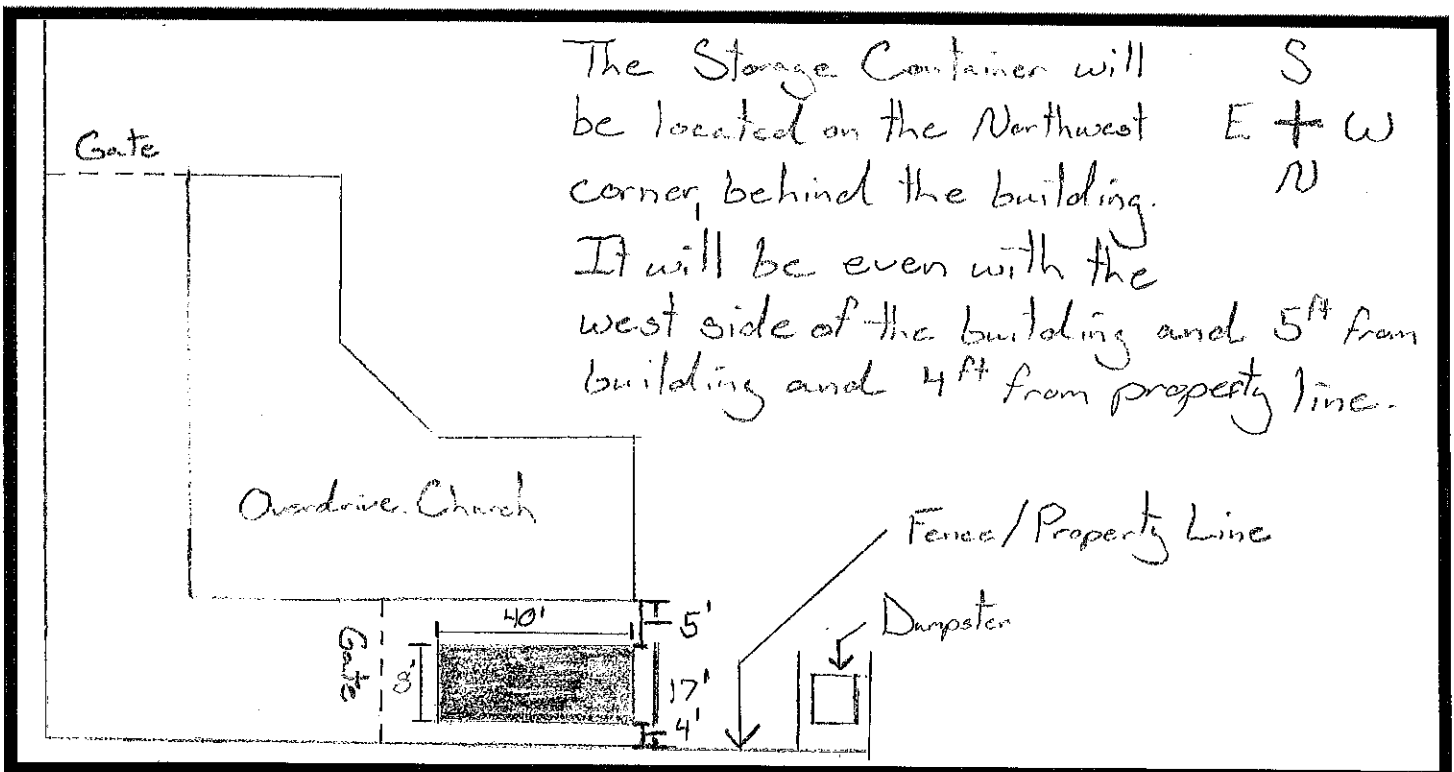 The Storage Container will
be located on the Northwest
corner, behind the building.
It will be even with the
west side of the building and 5ft from
building and 4ft from property line.
S
E + W
N
Gate
Overdrive Church
Fence/Property Line
Dumpster
Gate
40'
8'
5'
17'
4'